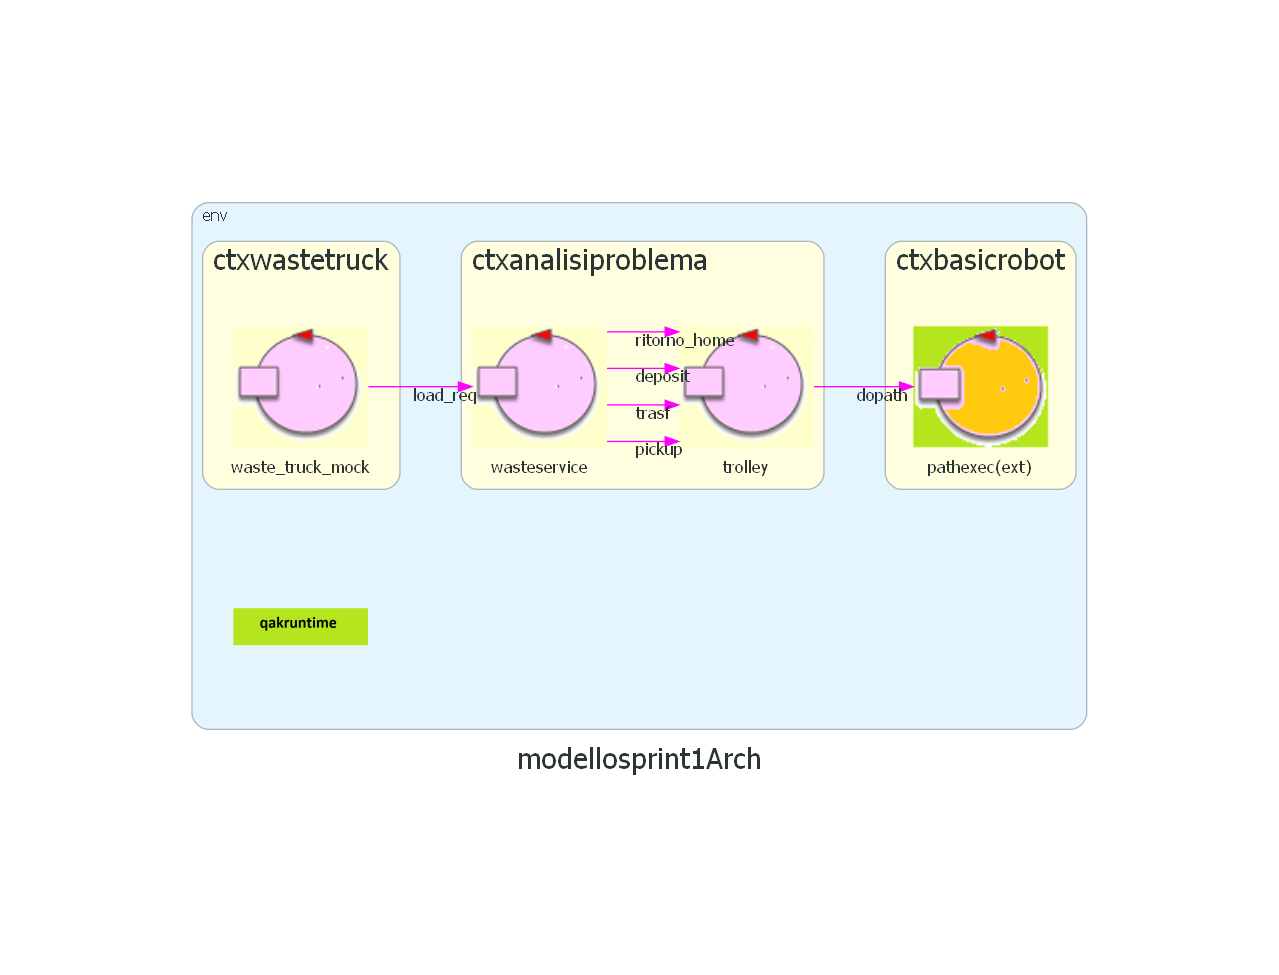 env
ctxwastetruck
ctxanalisiproblema
ctxbasicrobot
ritorno_home
deposit
load_req
dopath
trasf
pickup
waste_truck_mock
wasteservice
trolley
pathexec(ext)
qakruntime
modellosprint1Arch